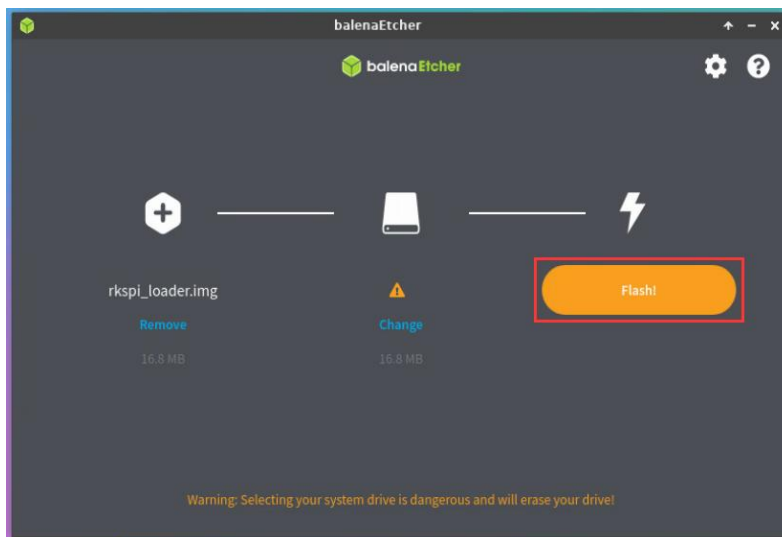 balenaEtcher
balenaEtcher
rkspi_loader.img
Flash!
Remove
Change
16.8 MB
16.8 MB
Warning: Selecting your system drive is dangerous and will erase your drive!